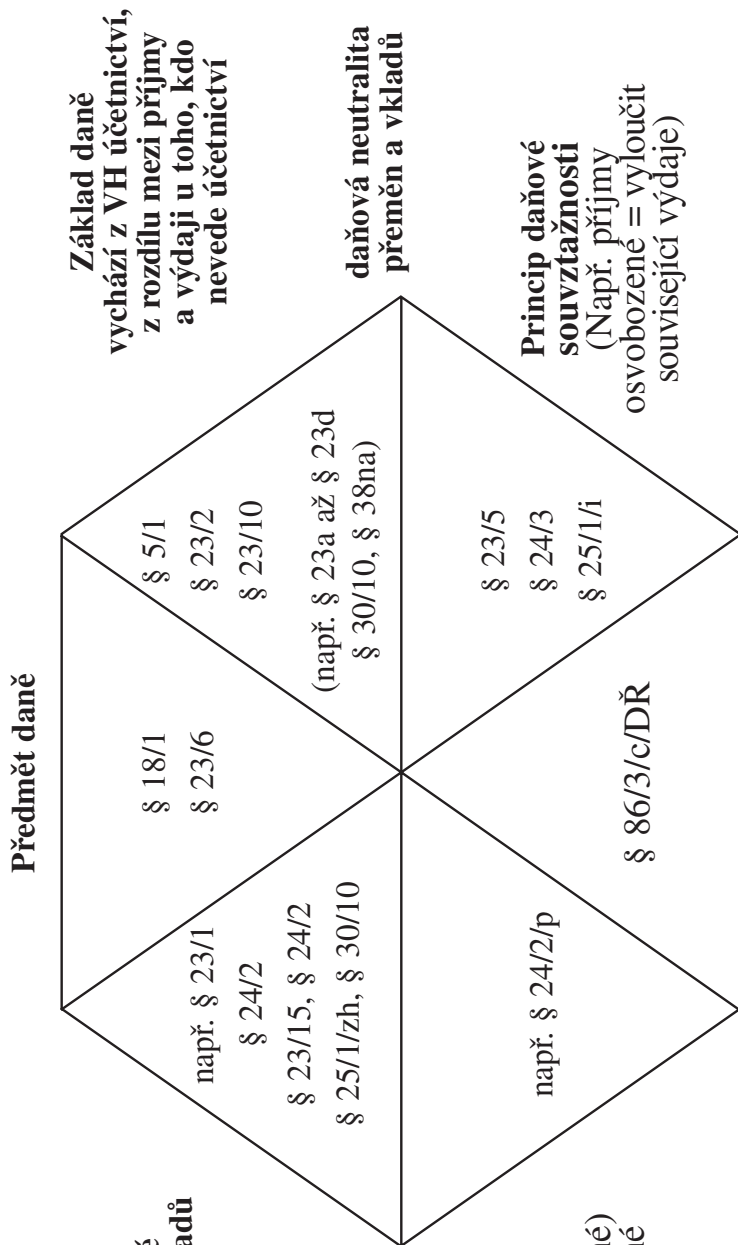 Předmět daně
Základ daně
vychází z VH účetnictví,
z rozdílu mezi příjmy
a výdaji u toho, kdo
nevede účetnictví
§ 18/1
§ 23/6
§ 5/1
§ 23/2
§ 23/10
(např. § 23a až § 23d
§ 30/10, § 38na)
daňová neutralita
přeměn a vkladů
např. § 23/1
§ 24/2
§ 23/15, § 24/2
§ 25/1/zh, § 30/10
např. § 24/2/p
§ 86/3/c/DŘ
§ 23/5
§ 24/3
§ 25/1/i
Princip daňové
souvztažnosti
(Např. příjmy
osvobozené = vyloučit
související výdaje)